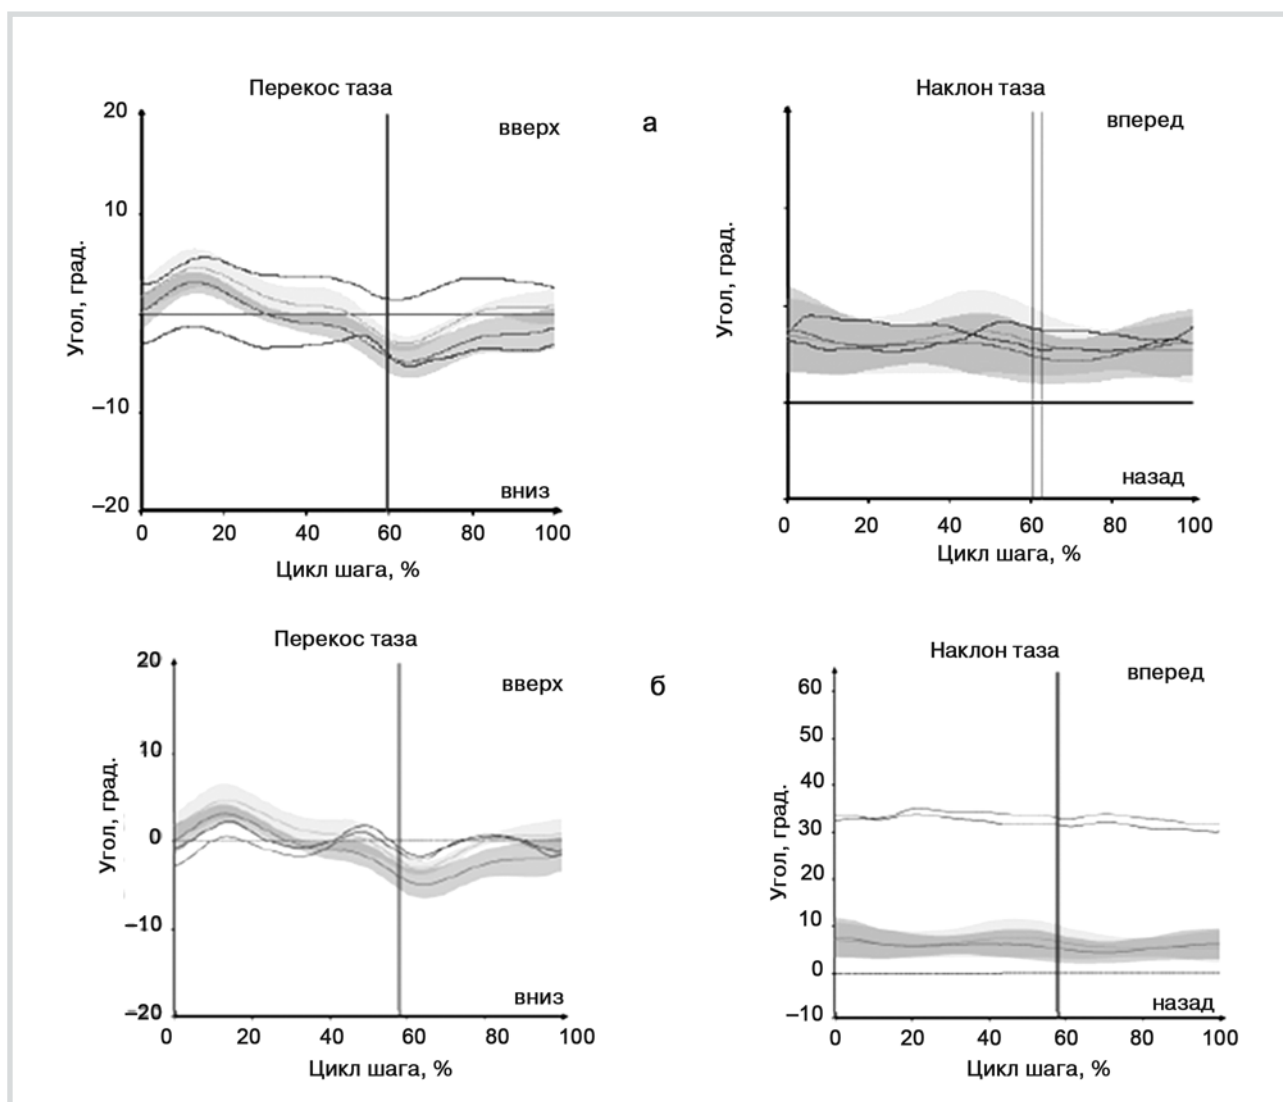 Перекос таза
Наклон таза
а
20
10
–10
–20
вверх
вниз
Угол, град.
0
20
40
60
80
100
Цикл шага, %
вперед
назад
Угол, град.
0
20
40
60
80
100
Цикл шага, %
Перекос таза
Наклон таза
б
20
10
0
–10
–20
вверх
вниз
Угол, град.
0
20
40
60
80
100
Цикл шага, %
60
50
40
30
20
10
0
–10
вперед
назад
Угол, град.
0
20
40
60
80
100
Цикл шага, %